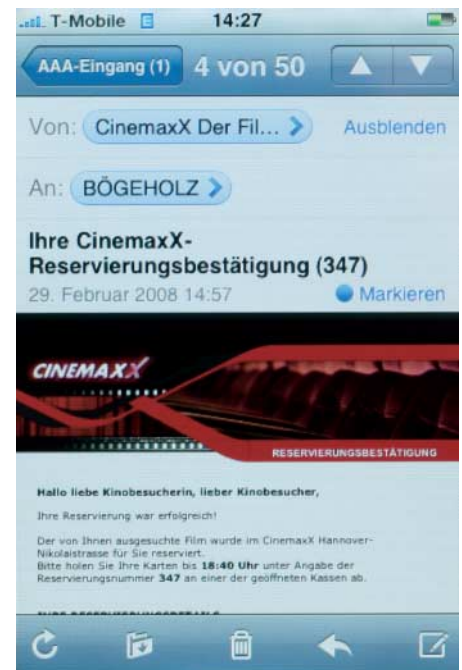 T-Mobile 14:27
AAA-Eingang (1) 4 von 50
Von: CinemaxX Der Fil... Ausblenden
An: BÖGEHOLZ
Ihre CinemaxX-
Reservierungsbestätigung (347)
29. Februar 2008 14:57 Markieren
CINEMAXX
RESERVIERUNGSBESTÄTIGUNG
Hallo liebe Kinobesucherin, lieber Kinobesucher,
Ihre Reservierung war erfolgreich!
Der von Ihnen ausgesuchte Film wurde im CinemaxX Hannover-
Nikolaistrasse für Sie reserviert.
Bitte holen Sie Ihre Karten bis 18:40 Uhr unter Angabe der
Reservierungsnummer 347 an einer der geöffneten Kassen ab.